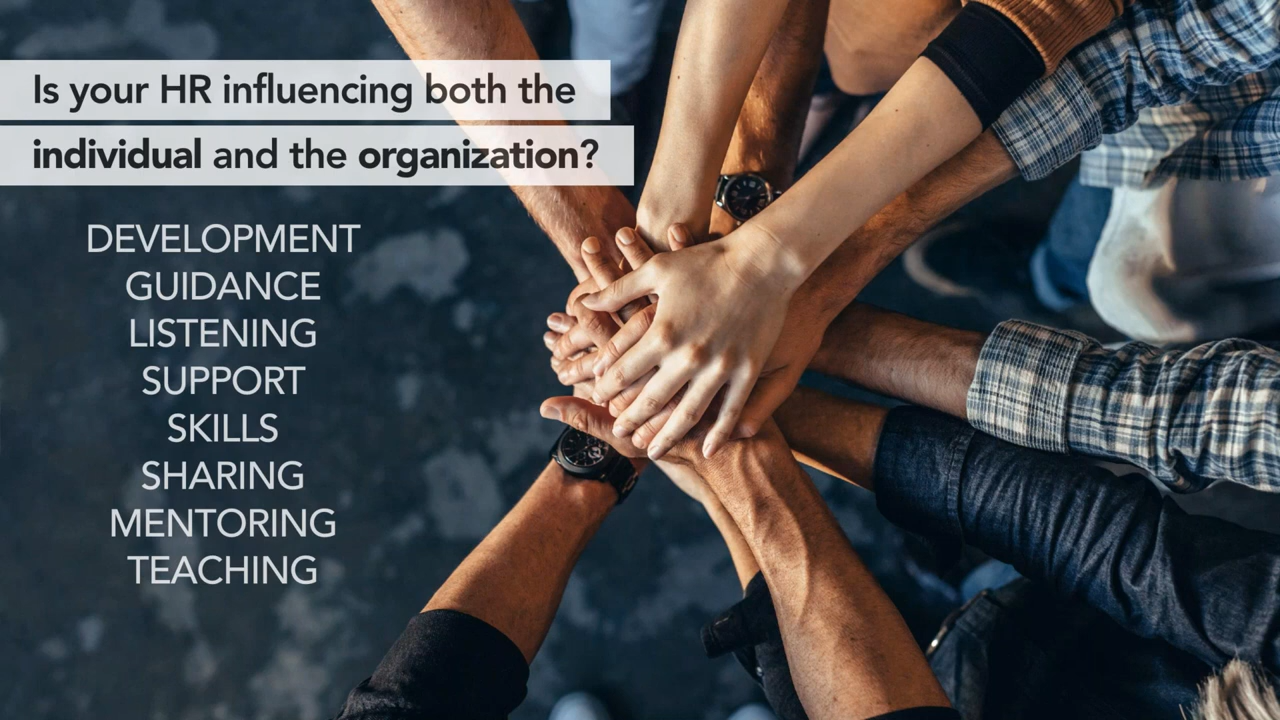 Is your HR influencing both the
individual and the organization?
DEVELOPMENT
GUIDANCE
LISTENING
SUPPORT
SKILLS
SHARING
MENTORING
TEACHING